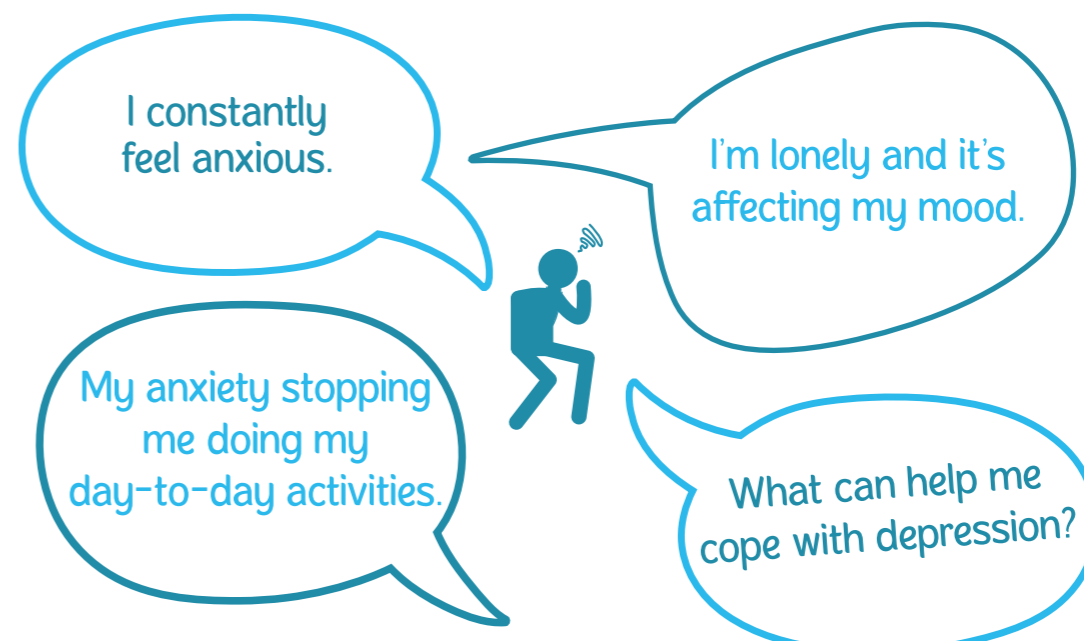 I constantly
feel anxious.
I'm lonely and it's
affecting my mood.
My anxiety stopping
me doing my
day-to-day activities.
What can help me
cope with depression?